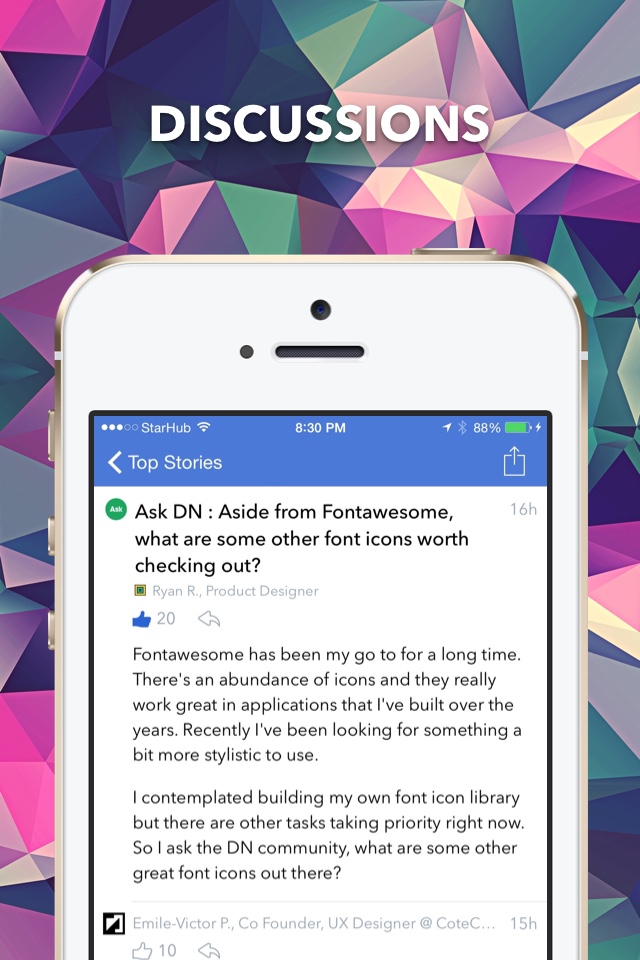 DISCUSSIONS
StarHub 8:30 PM 88%
Top Stories
Ask Ask DN : Aside from Fontawesome, 16h
what are some other font icons worth
checking out?
Ryan R., Product Designer
20
Fontawesome has been my go to for a long time.
There's an abundance of icons and they really
work great in applications that I've built over the
years. Recently I've been looking for something a
bit more stylistic to use.
I contemplated building my own font icon library
but there are other tasks taking priority right now.
So I ask the DN community, what are some other
great font icons out there?
Emile-Victor P., Co Founder, UX Designer @ CoteC... 15h
10